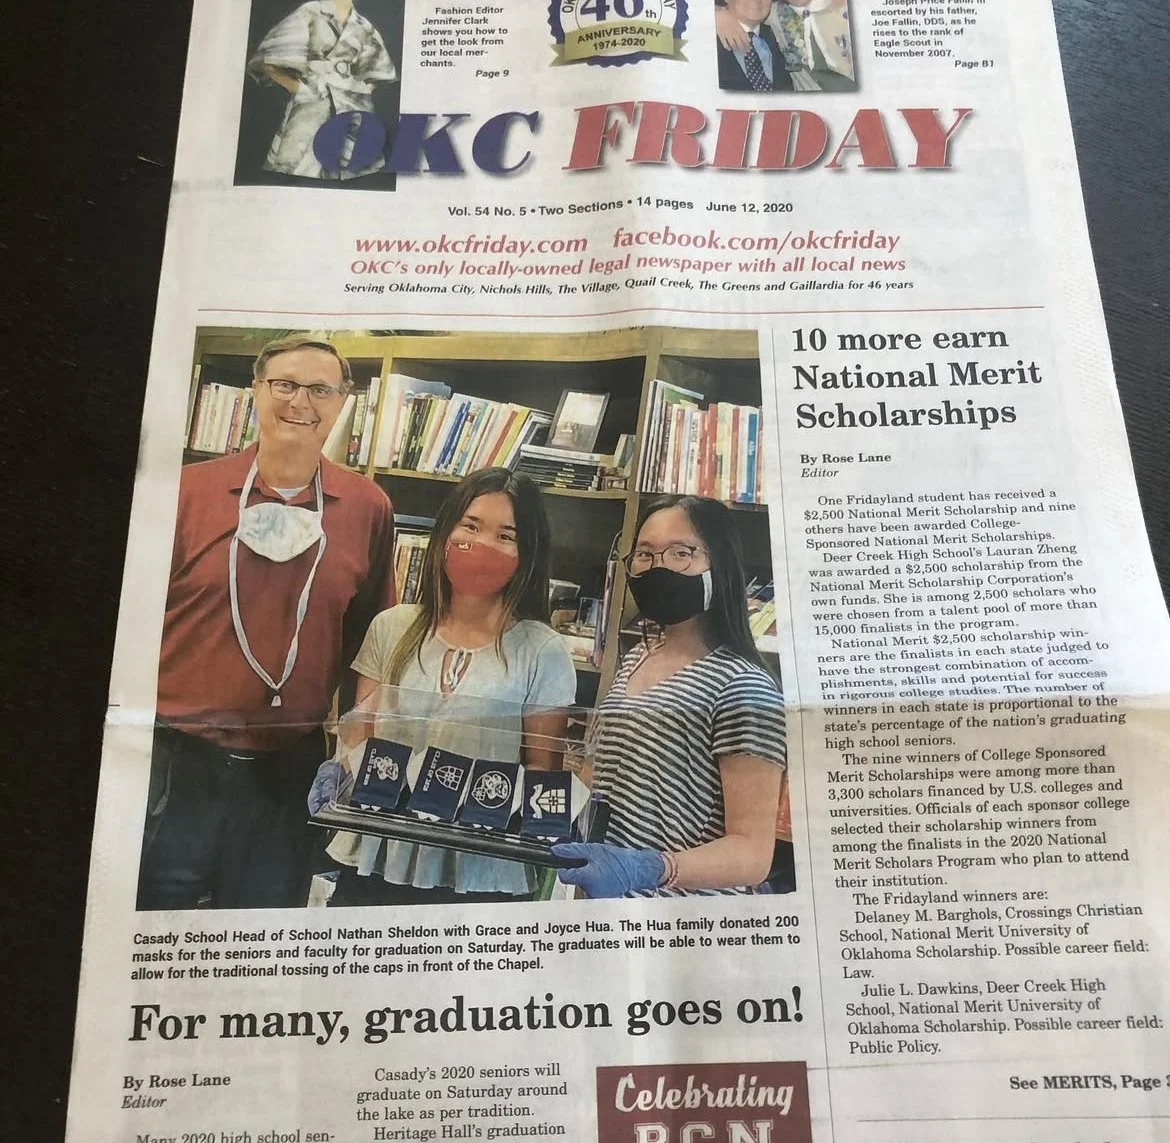 Fashion Editor
Jennifer Clark
shows you how to
get the look from
our local mer-
chants.
Page 9
46th
ANNIVERSARY
1974-2020
escorted by his father,
Joe Fallin, DDS, as he
rises to the rank of
Eagle Scout in
November 2007.
Page B1
OKC FRIDAY
Vol. 54 No. 5 • Two Sections • 14 pages June 12, 2020
www.okcfriday.com facebook.com/okcfriday
OKC's only locally-owned legal newspaper with all local news
Serving Oklahoma City, Nichols Hills, The Village, Quail Creek, The Greens and Gaillardia for 46 years
Casady School Head of School Nathan Sheldon with Grace and Joyce Hua. The Hua family donated 200
masks for the seniors and faculty for graduation on Saturday. The graduates will be able to wear them to
allow for the traditional tossing of the caps in front of the Chapel.
For many, graduation goes on!
By Rose Lane
Editor
Many 2020 high school sen-
Casady's 2020 seniors will
graduate on Saturday around
the lake as per tradition.
Heritage Hall's graduation
Celebrating
10 more earn
National Merit
Scholarships
By Rose Lane
Editor
One Fridayland student has received a
$2,500 National Merit Scholarship and nine
others have been awarded College-
Sponsored National Merit Scholarships.
Deer Creek High School's Lauran Zheng
was awarded a $2,500 scholarship from the
National Merit Scholarship Corporation's
own funds. She is among 2,500 scholars who
were chosen from a talent pool of more than
15,000 finalists in the program.
National Merit $2,500 scholarship win-
ners are the finalists in each state judged to
have the strongest combination of accom-
plishments, skills and potential for success
in rigorous college studies. The number of
winners in each state is proportional to the
state's percentage of the nation's graduating
high school seniors.
The nine winners of College Sponsored
Merit Scholarships were among more than
3,300 scholars financed by U.S. colleges and
universities. Officials of each sponsor college
selected their scholarship winners from
among the finalists in the 2020 National
Merit Scholars Program who plan to attend
their institution.
The Fridayland winners are:
Delaney M. Barghols, Crossings Christian
School, National Merit University of
Oklahoma Scholarship. Possible career field:
Law.
Julie L. Dawkins, Deer Creek High
School, National Merit University of
Oklahoma Scholarship. Possible career field:
Public Policy.
See MERITS, Page